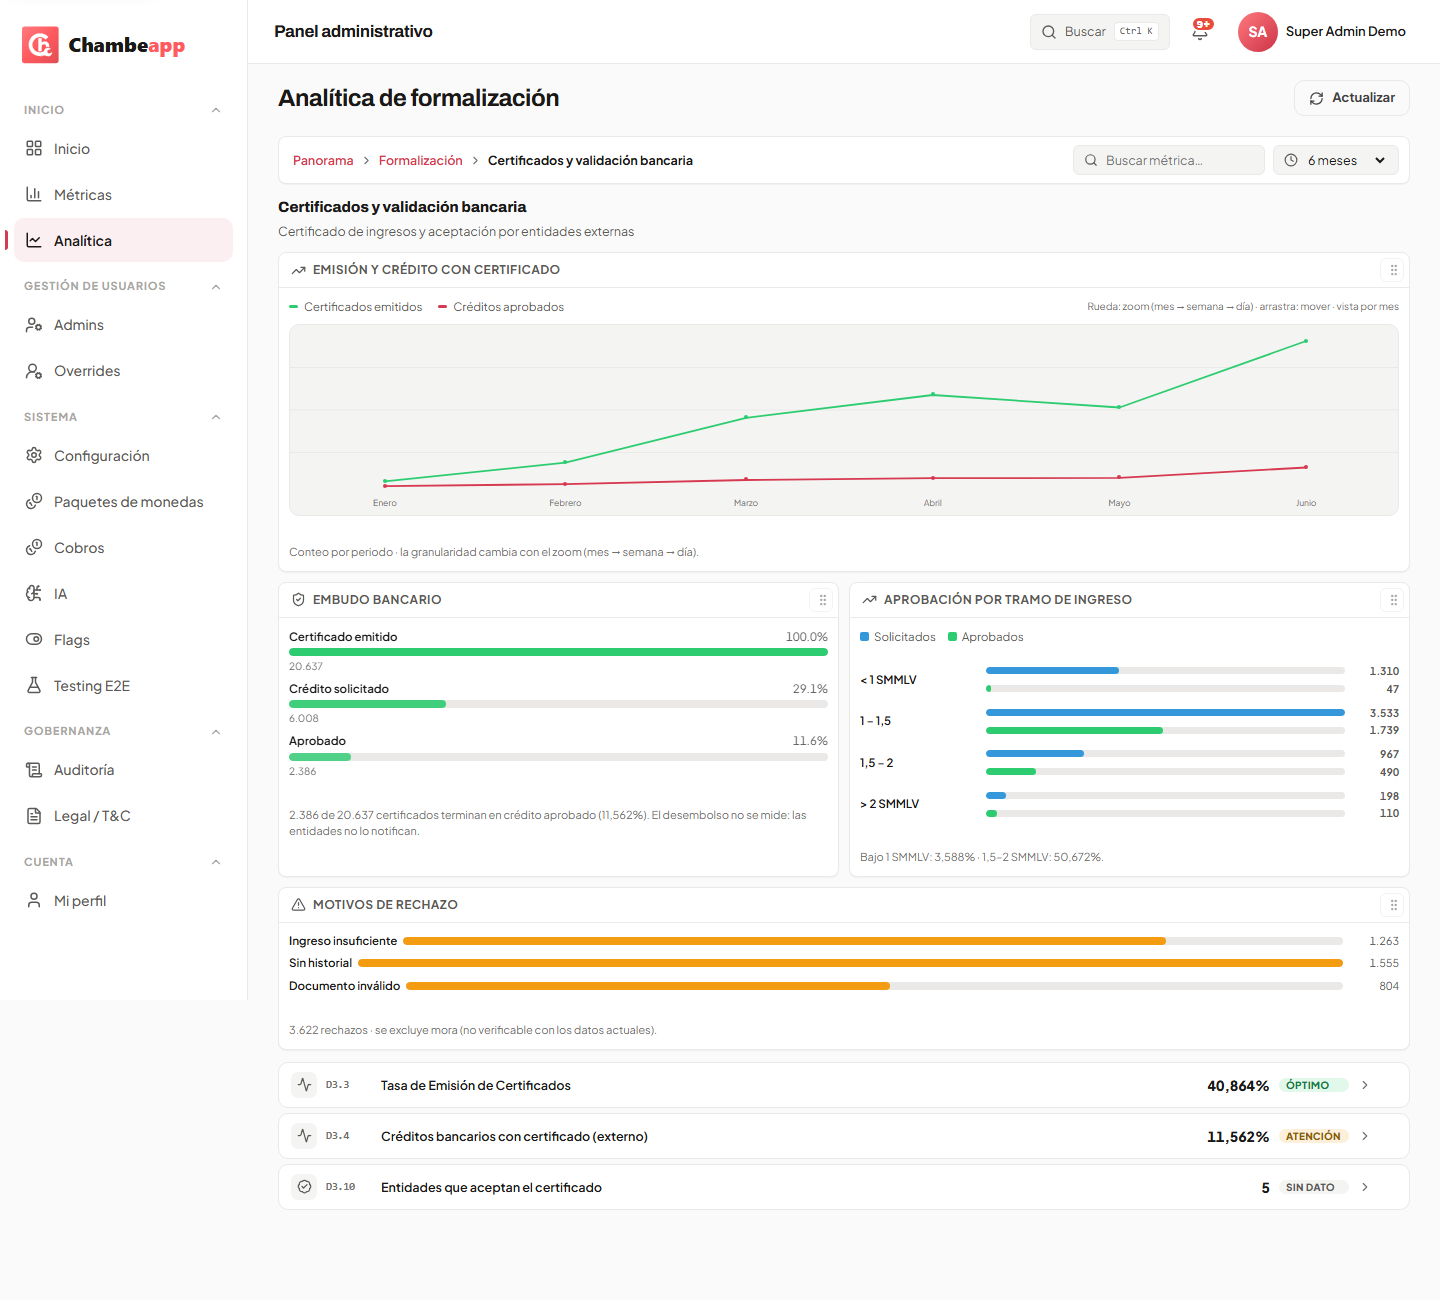 Chambeapp
Panel administrativo
Buscar Ctrl K
9+
SA Super Admin Demo
INICIO
Inicio
Métricas
Analítica
GESTIÓN DE USUARIOS
Admins
Overrides
SISTEMA
Configuración
Paquetes de monedas
Cobros
IA
Flags
Testing E2E
GOBERNANZA
Auditoría
Legal / T&C
CUENTA
Mi perfil
Analítica de formalización
Actualizar
Panorama > Formalización > Certificados y validación bancaria
Buscar métrica...
6 meses
Certificados y validación bancaria
Certificado de ingresos y aceptación por entidades externas
EMISIÓN Y CRÉDITO CON CERTIFICADO
Certificados emitidos Créditos aprobados
Rueda: zoom (mes → semana → día) · arrastra: mover · vista por mes
Enero Febrero Marzo Abril Mayo Junio
Conteo por periodo · la granularidad cambia con el zoom (mes → semana → día).
EMBUDO BANCARIO
Certificado emitido 100.0%
20.637
Crédito solicitado 29.1%
6.008
Aprobado 11.6%
2.386
2.386 de 20.637 certificados terminan en crédito aprobado (11,562%). El desembolso no se mide: las
entidades no lo notifican.
APROBACIÓN POR TRAMO DE INGRESO
Solicitados Aprobados
< 1 SMMLV 1.310
47
1 – 1,5 3.533
1.739
1,5 – 2 967
490
> 2 SMMLV 198
110
Bajo 1 SMMLV: 3,588% · 1,5–2 SMMLV: 50,672%.
MOTIVOS DE RECHAZO
Ingreso insuficiente 1.263
Sin historial 1.555
Documento inválido 804
3.622 rechazos · se excluye mora (no verificable con los datos actuales).
D3.3 Tasa de Emisión de Certificados 40,864% ÓPTIMO
D3.4 Créditos bancarios con certificado (externo) 11,562% ATENCIÓN
D3.10 Entidades que aceptan el certificado 5 SIN DATO